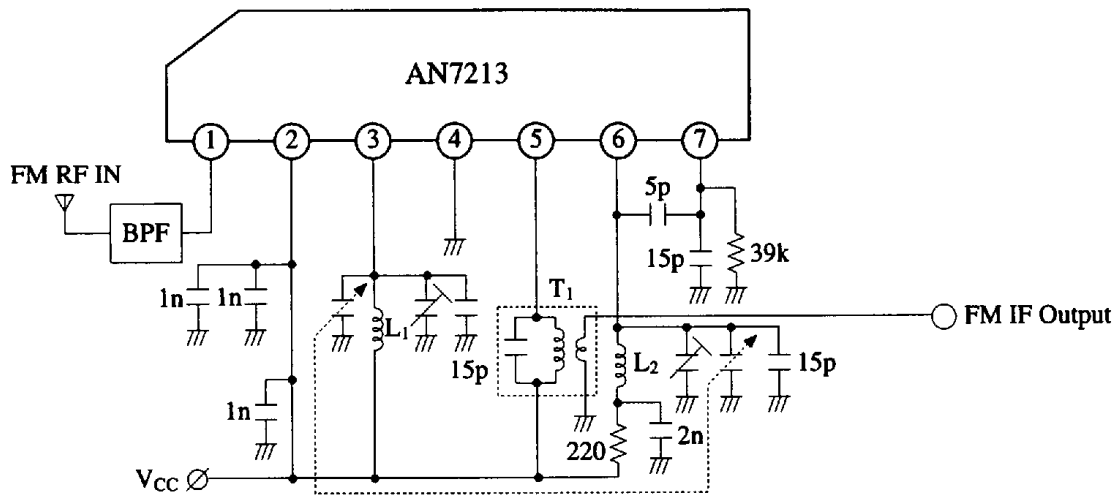 AN7213
1 2 3 4 5 6 7
FM RF IN
BPF
5p
15p
39k
1n
1n
L1
T1
FM IF Output
15p
L2
15p
1n
220
2n
VCC